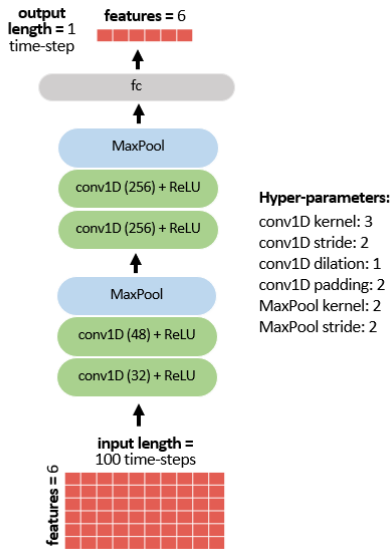 output
length = 1
time-step
features = 6
fc
MaxPool
conv1D (256) + ReLU
conv1D (256) + ReLU
MaxPool
conv1D (48) + ReLU
conv1D (32) + ReLU
input length =
100 time-steps
features = 6
Hyper-parameters:
conv1D kernel: 3
conv1D stride: 2
conv1D dilation: 1
conv1D padding: 2
MaxPool kernel: 2
MaxPool stride: 2